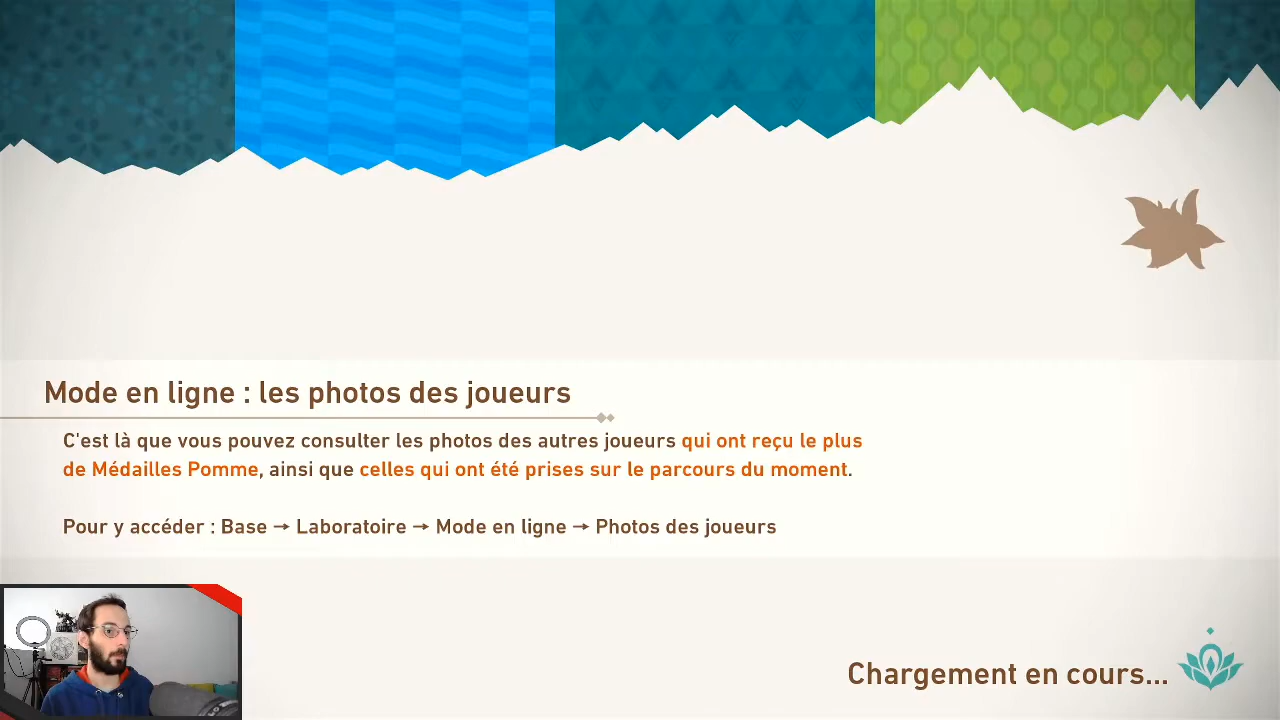 Mode en ligne : les photos des joueurs
C'est là que vous pouvez consulter les photos des autres joueurs qui ont reçu le plus
de Médailles Pomme, ainsi que celles qui ont été prises sur le parcours du moment.
Pour y accéder : Base → Laboratoire → Mode en ligne → Photos des joueurs
Chargement en cours...